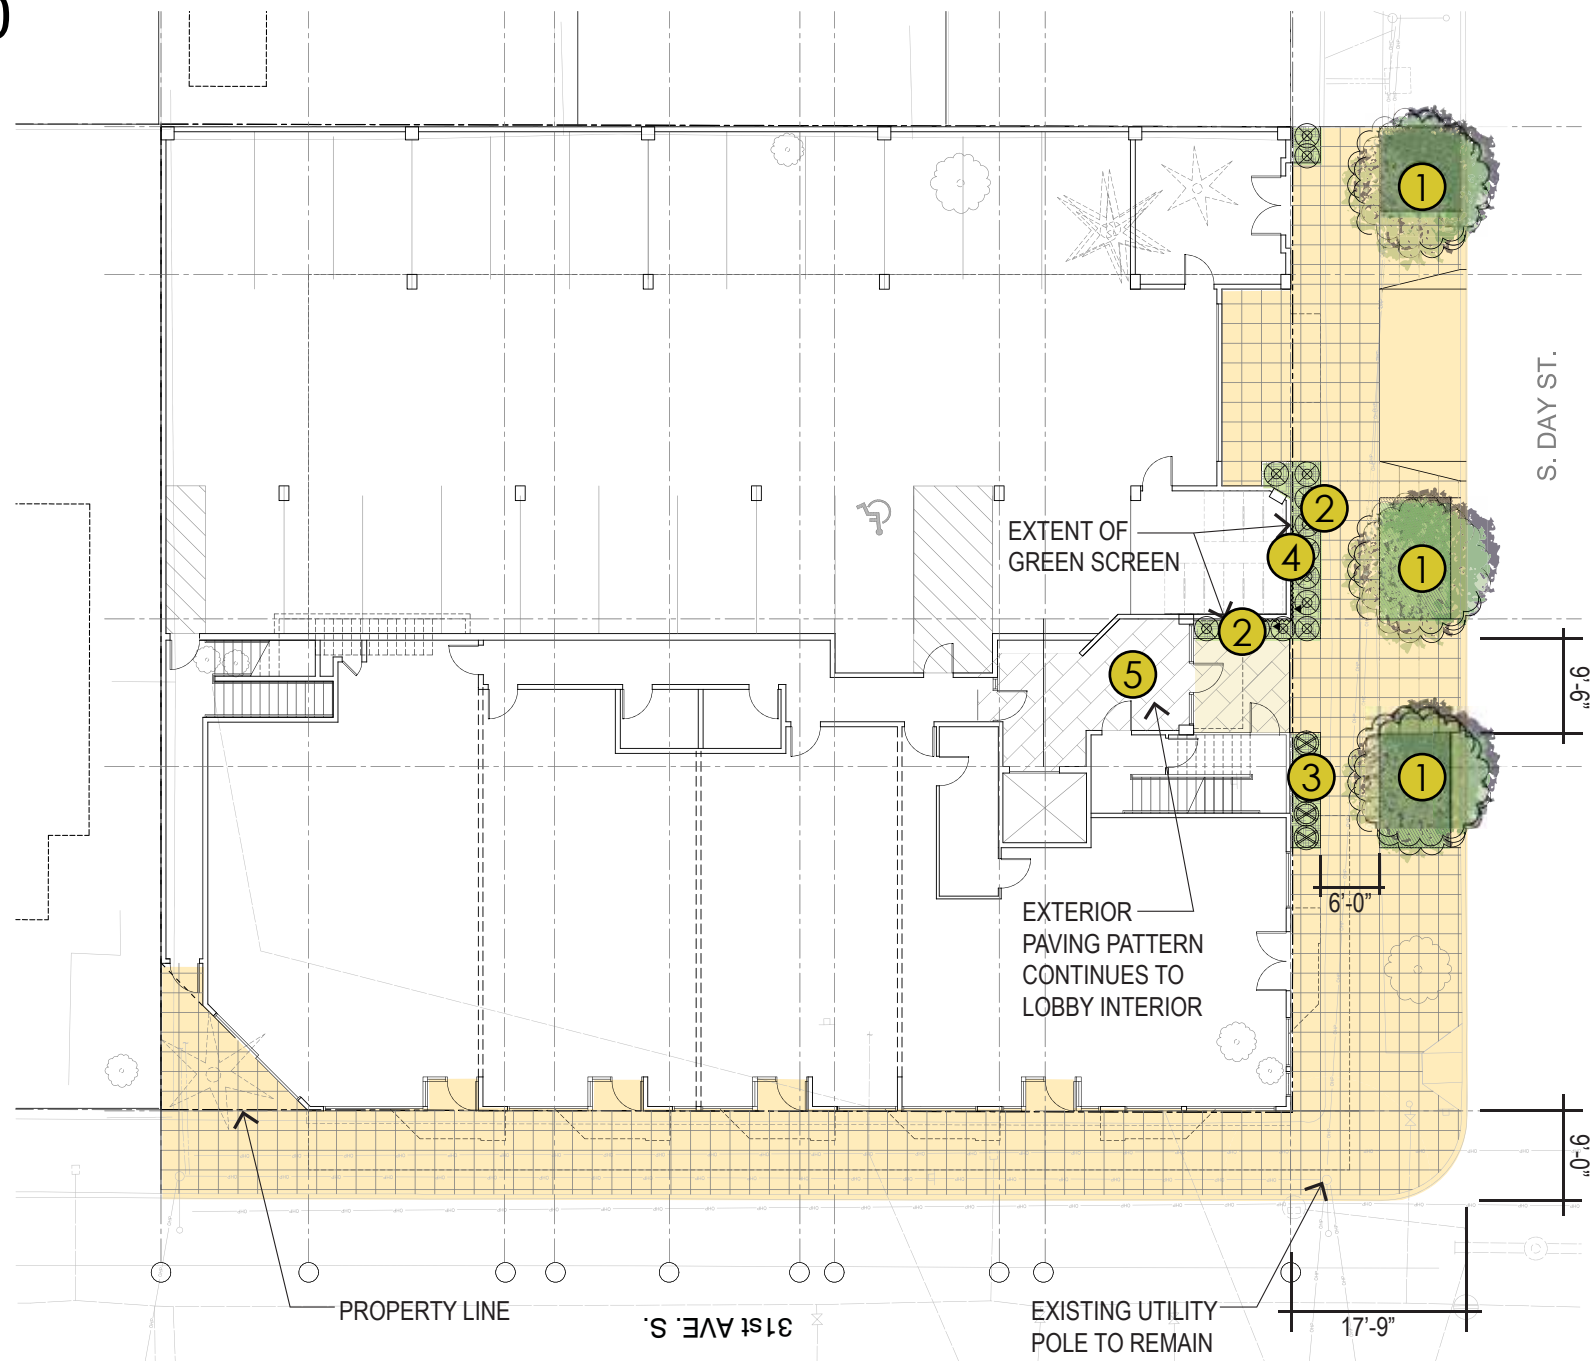 1
S. DAY ST.
EXTENT OF
GREEN SCREEN
2
4
1
2
5
9'-6"
3
1
6'-0"
EXTERIOR
PAVING PATTERN
CONTINUES TO
LOBBY INTERIOR
9'-0"
PROPERTY LINE
31st AVE. S.
EXISTING UTILITY
POLE TO REMAIN
17'-9"